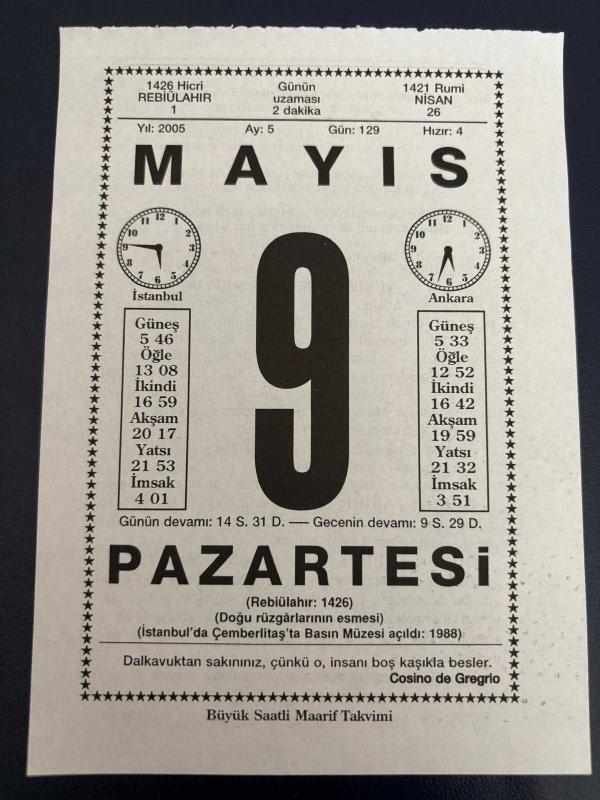 1426 Hicri
REBİÜLAHIR
1
Günün
uzaması
2 dakika
1421 Rumi
NİSAN
26
Yıl: 2005 Ay: 5 Gün: 129 Hızır: 4
MAYIS
İstanbul
Güneş
5 46
Öğle
13 08
İkindi
16 59
Akşam
20 17
Yatsı
21 53
İmsak
4 01
9
Ankara
Güneş
5 33
Öğle
12 52
İkindi
16 42
Akşam
19 59
Yatsı
21 32
İmsak
3 51
Günün devamı: 14 S. 31 D. — Gecenin devamı: 9 S. 29 D.
PAZARTESi
(Rebiülahır: 1426)
(Doğu rüzgârlarının esmesi)
(İstanbul'da Çemberlitaş'ta Basın Müzesi açıldı: 1988)
Dalkavuktan sakınınız, çünkü o, insanı boş kaşıkla besler.
Cosino de Gregrio
Büyük Saatli Maarif Takvimi